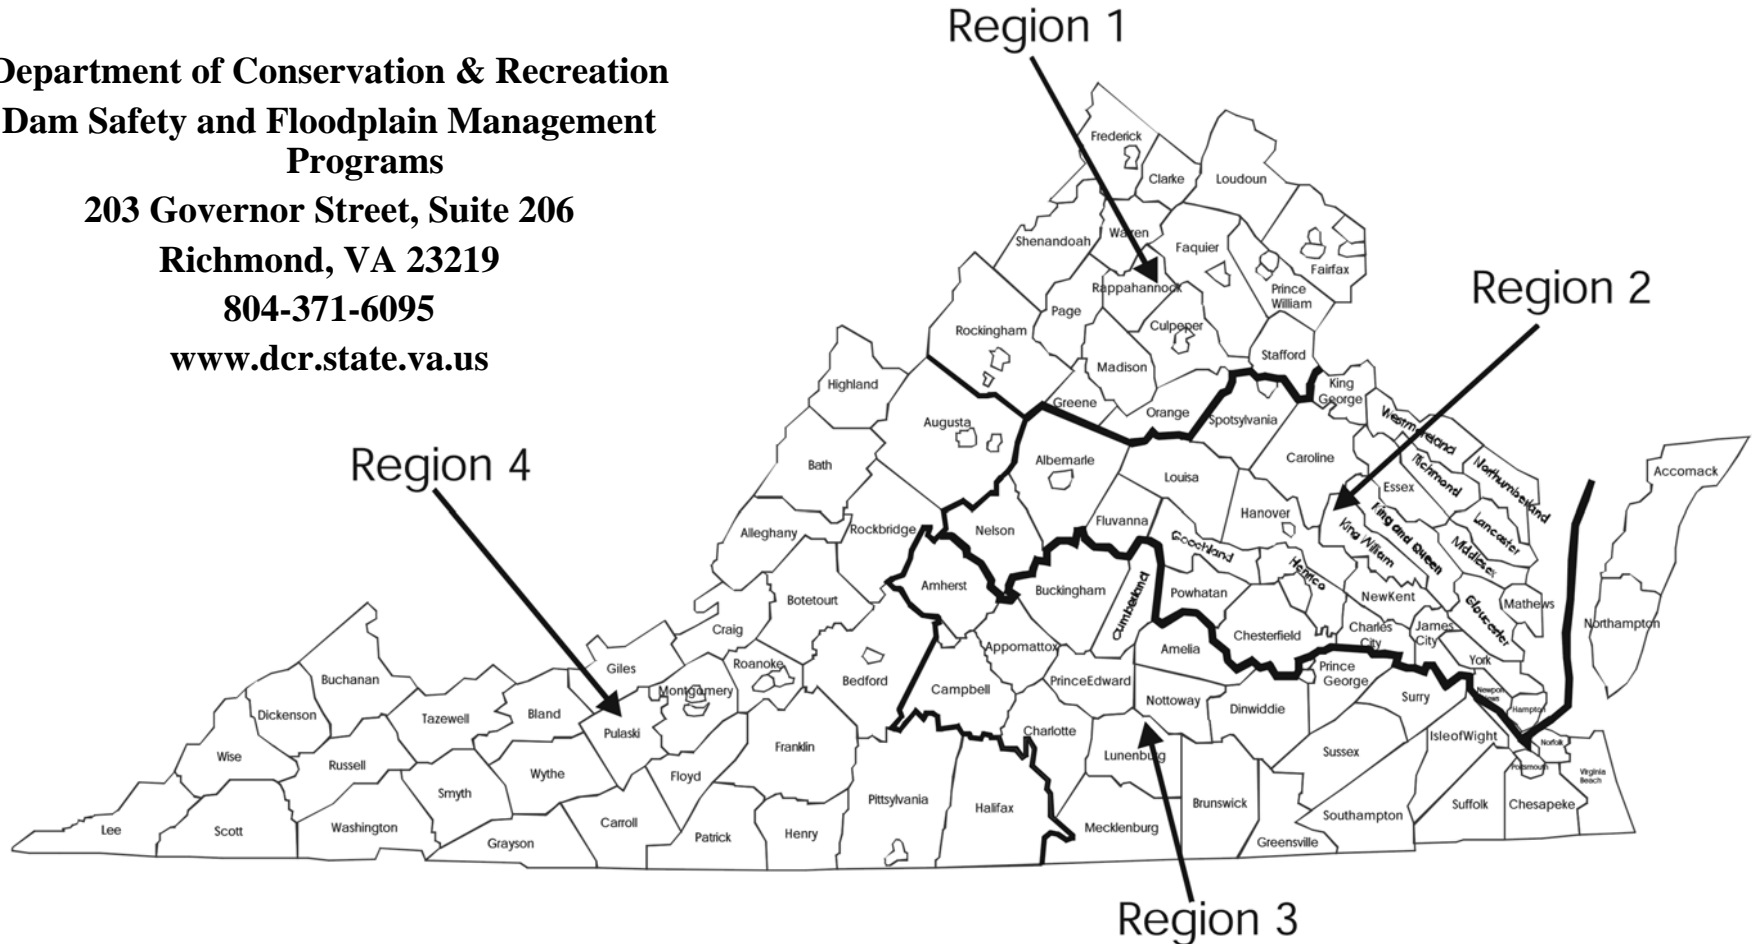 Region 1
Department of Conservation & Recreation
Dam Safety and Floodplain Management
Programs
203 Governor Street, Suite 206
Richmond, VA 23219
804-371-6095
www.dcr.state.va.us
Region 2
Region 4
Region 3
Frederick
Clarke
Loudoun
Shenandoah
Warren
Faquier
Fairfax
Rappahannock
Prince
William
Page
Rockingham
Culpeper
Madison
Stafford
Highland
King
George
Greene
Orange
Spotsylvania
Augusta
Westmoreland
Bath
Albemarle
Louisa
Caroline
Richmond
Northumberland
Accomack
Essex
Alleghany
Rockbridge
Nelson
Fluvanna
Hanover
Goochland
King William
King and Queen
Lancaster
Middlesex
Henrico
Botetourt
Amherst
Buckingham
Cumberland
Powhatan
NewKent
Gloucester
Mathews
Northampton
Craig
Chesterfield
Charles
City
James
City
Giles
Roanoke
Appomattox
Amelia
York
Buchanan
Montgomery
Bedford
Campbell
PrinceEdward
Nottoway
Prince
George
Surry
Newport
News
Hampton
Dickenson
Tazewell
Bland
Pulaski
Franklin
Charlotte
Dinwiddie
Sussex
IsleofWight
Norfolk
Wise
Russell
Wythe
Floyd
Lunenburg
Portsmouth
Virginia
Beach
Smyth
Pittsylvania
Halifax
Brunswick
Suffolk
Chesapeke
Lee
Scott
Washington
Grayson
Carroll
Patrick
Henry
Mecklenburg
Greensville
Southampton